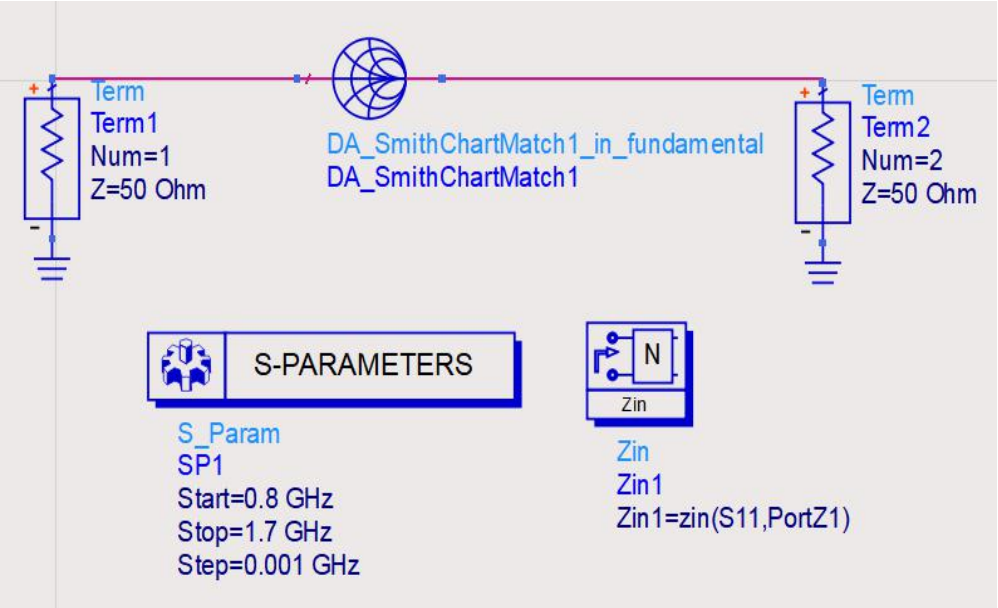 +
Term
Term1
Num=1
Z=50 Ohm
-
DA_SmithChartMatch1_in_fundamental
DA_SmithChartMatch1
+
Term
Term2
Num=2
Z=50 Ohm
-
S-PARAMETERS
S_Param
SP1
Start=0.8 GHz
Stop=1.7 GHz
Step=0.001 GHz
N
Zin
Zin
Zin1
Zin1=zin(S11,PortZ1)